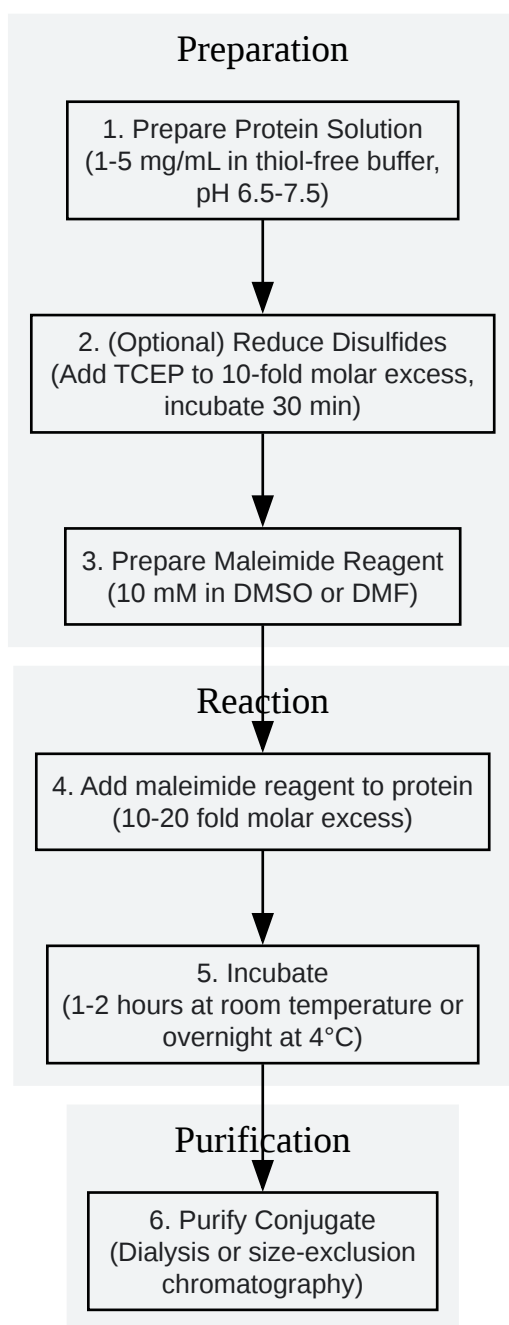 Preparation
1. Prepare Protein Solution
(1-5 mg/mL in thiol-free buffer,
pH 6.5-7.5)
2. (Optional) Reduce Disulfides
(Add TCEP to 10-fold molar excess,
incubate 30 min)
3. Prepare Maleimide Reagent
(10 mM in DMSO or DMF)
Reaction
4. Add maleimide reagent to protein
(10-20 fold molar excess)
5. Incubate
(1-2 hours at room temperature or
overnight at 4°C)
Purification
6. Purify Conjugate
(Dialysis or size-exclusion
chromatography)